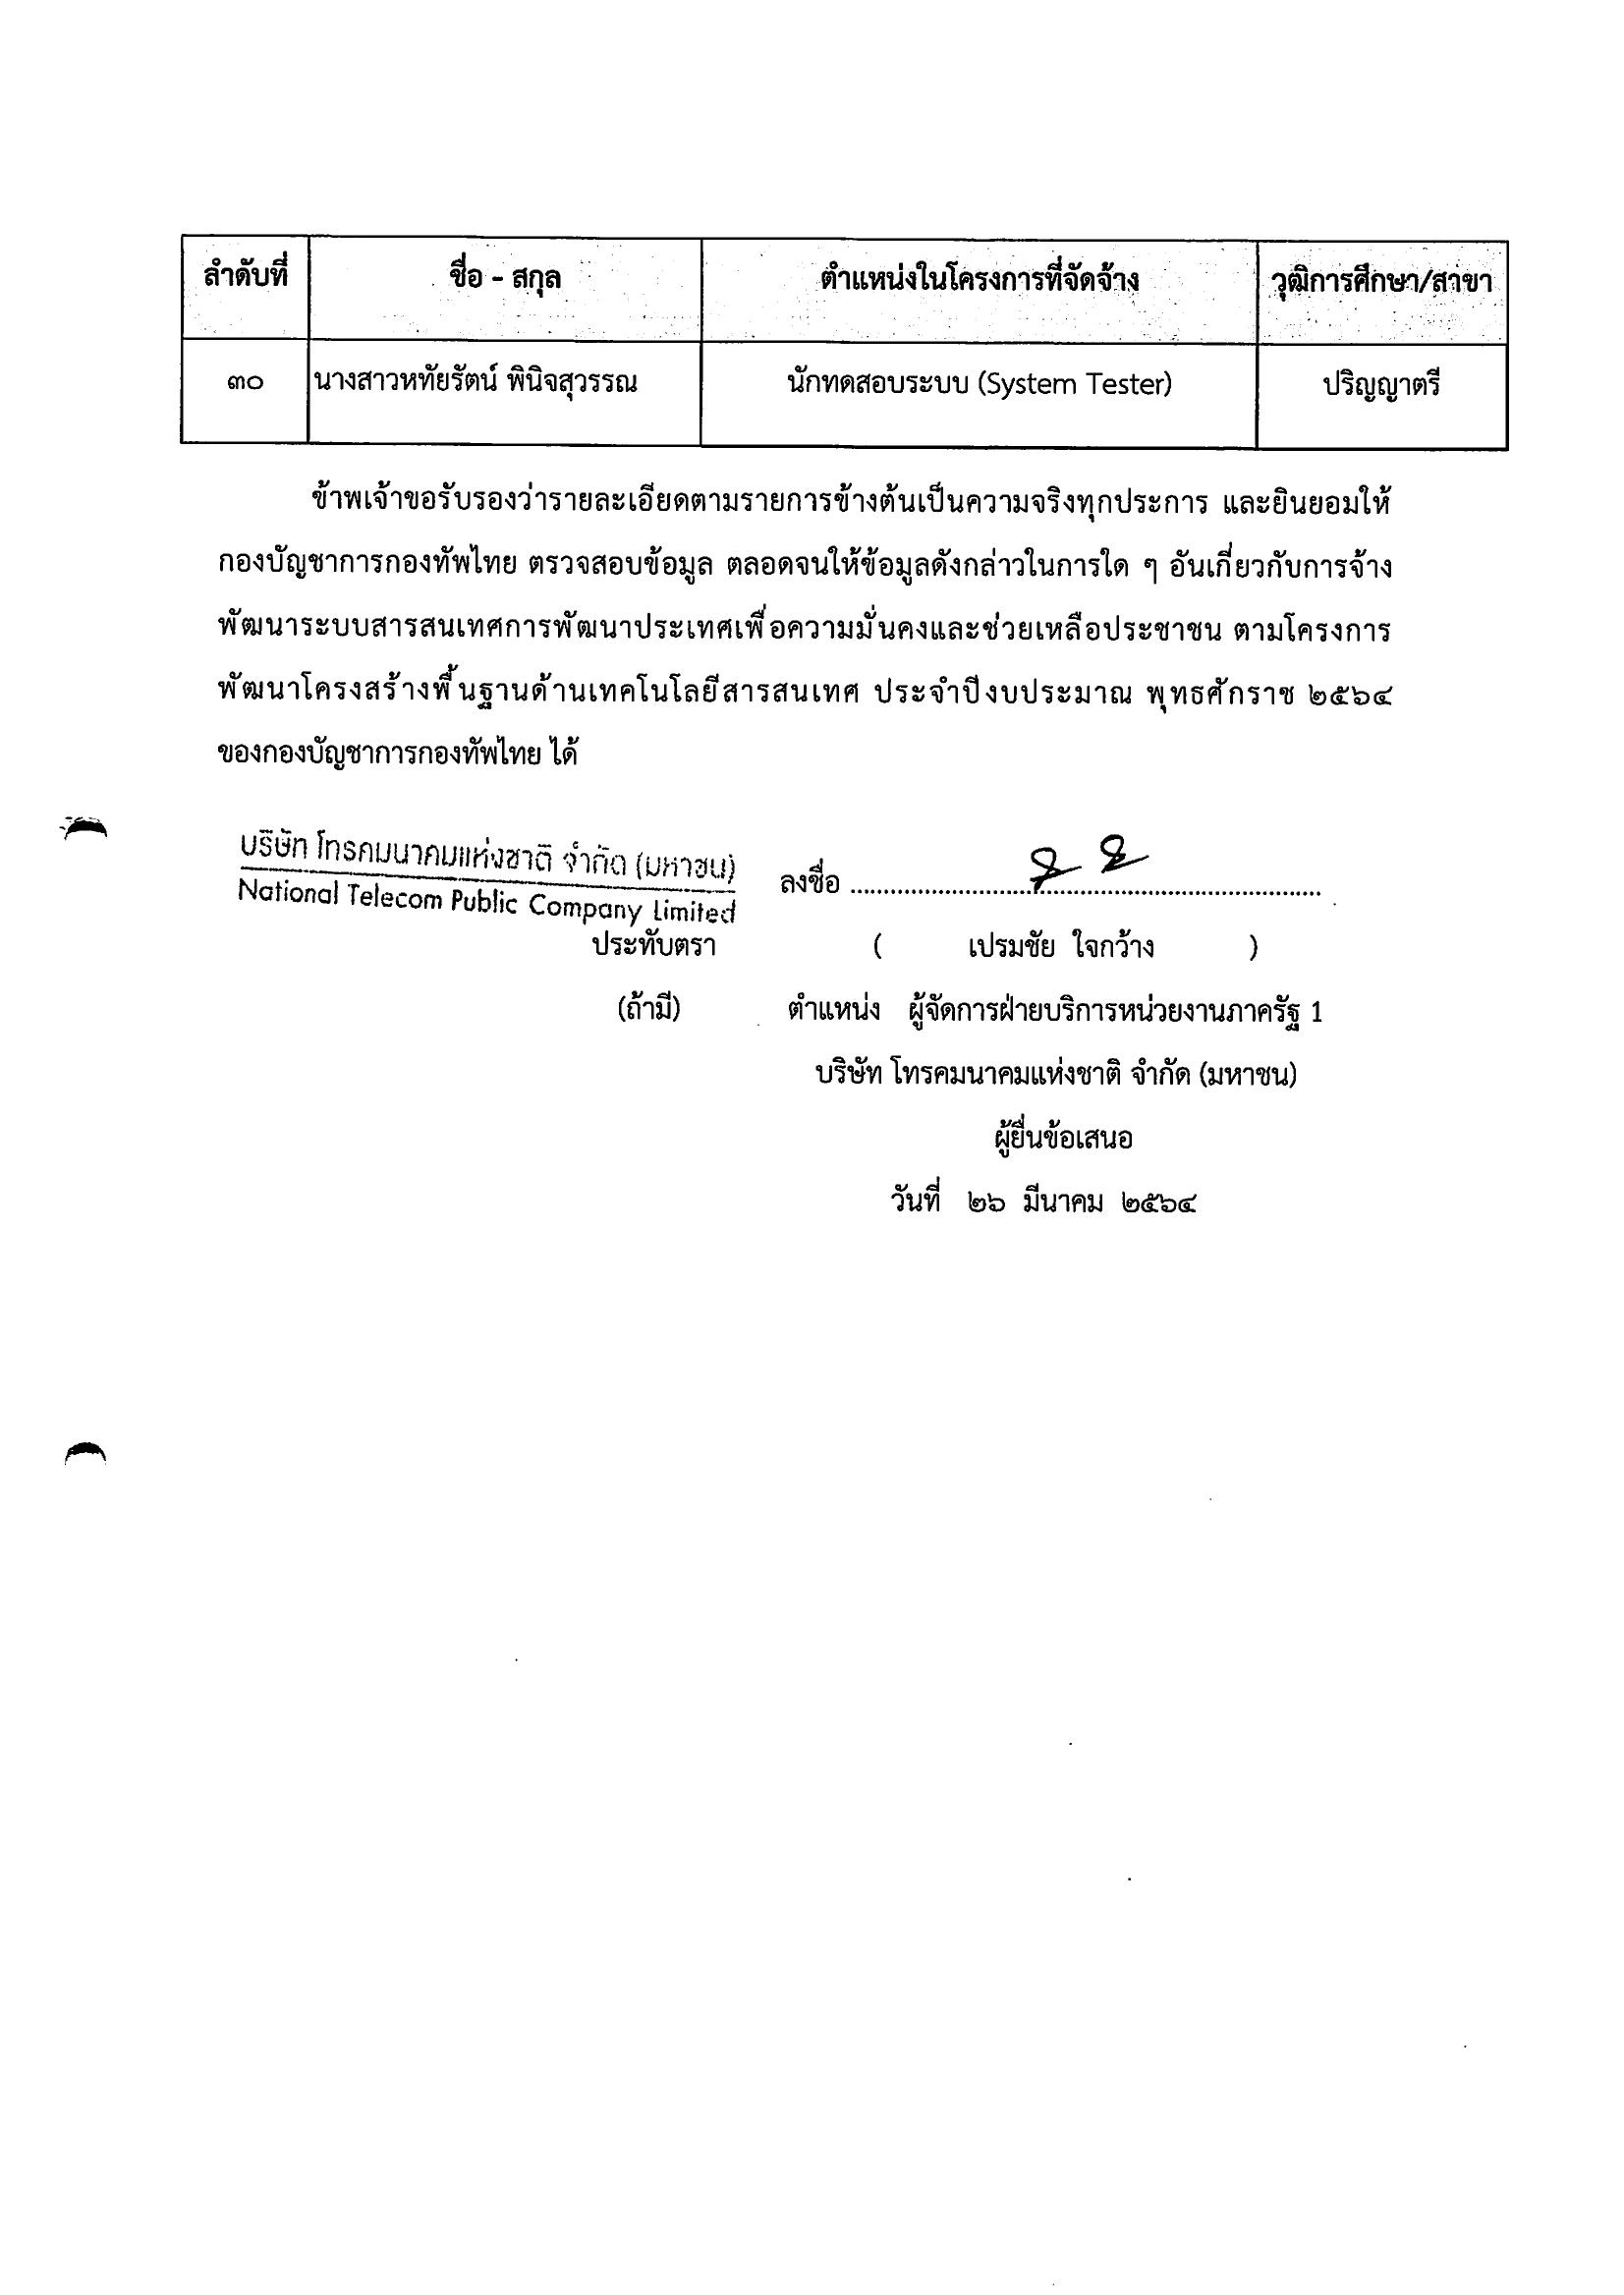 ลำดับที่ ชื่อ - สกุล ตำแหน่งในโครงการที่จัดจ้าง วุฒิการศึกษา/สาขา
๓๐ นางสาวหทัยรัตน์ พินิจสุวรรณ นักทดสอบระบบ (System Tester) ปริญญาตรี
ข้าพเจ้าขอรับรองว่ารายละเอียดตามรายการข้างต้นเป็นความจริงทุกประการ และยินยอมให้
กองบัญชาการกองทัพไทย ตรวจสอบข้อมูล ตลอดจนให้ข้อมูลดังกล่าวในการใด ๆ อันเกี่ยวกับการจ้าง
พัฒนาระบบสารสนเทศการพัฒนาประเทศเพื่อความมั่นคงและช่วยเหลือประชาชน ตามโครงการ
พัฒนาโครงสร้างพื้นฐานด้านเทคโนโลยีสารสนเทศ ประจำปีงบประมาณ พุทธศักราช ๒๕๖๔
ของกองบัญชาการกองทัพไทย ได้
บริษัท โทรคมนาคมแห่งชาติ จำกัด (มหาชน)
National Telecom Public Company Limited
ลงชื่อ
ประทับตรา ( เปรมชัย ใจกว้าง )
(ถ้ามี) ตำแหน่ง ผู้จัดการฝ่ายบริการหน่วยงานภาครัฐ 1
บริษัท โทรคมนาคมแห่งชาติ จำกัด (มหาชน)
ผู้ยื่นข้อเสนอ
วันที่ ๒๖ มีนาคม ๒๕๖๔